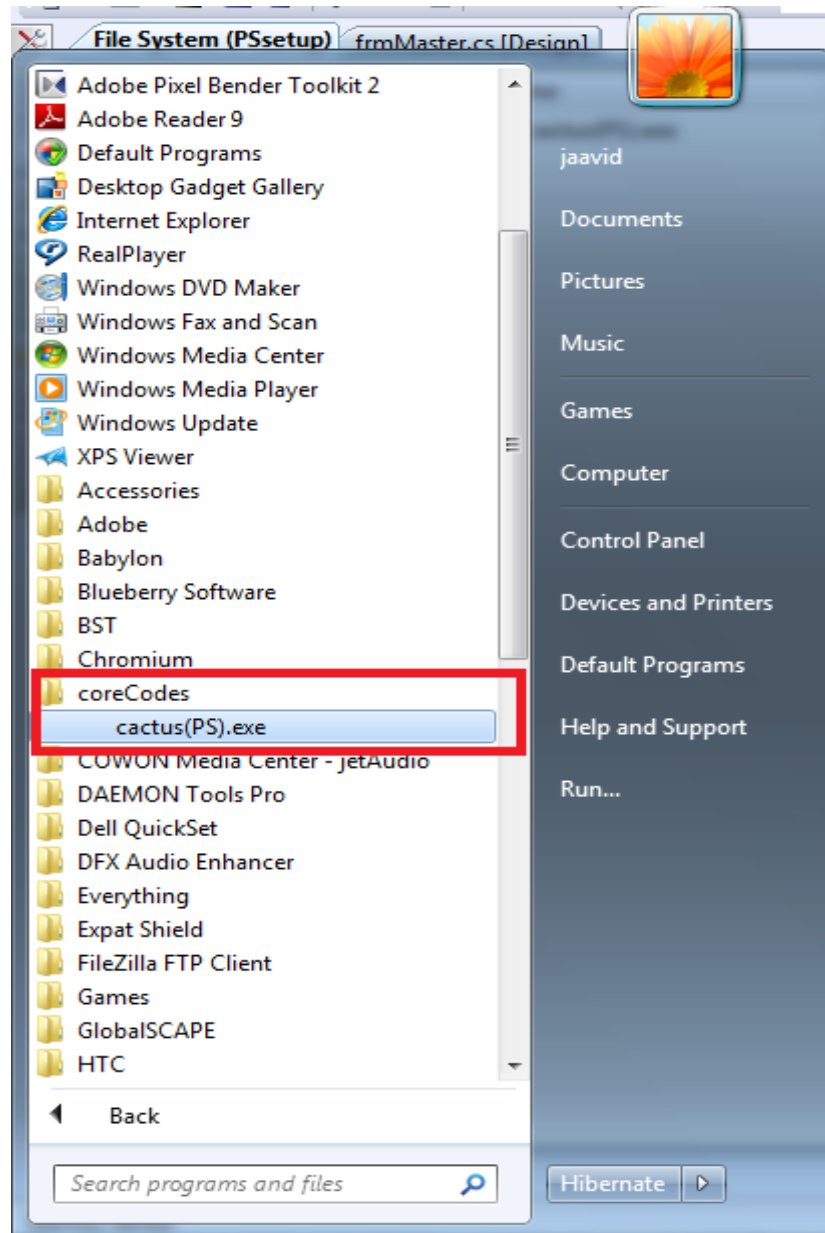 File System (PSsetup) frmMaster.cs [Design]
Adobe Pixel Bender Toolkit 2
Adobe Reader 9
Default Programs
Desktop Gadget Gallery
Internet Explorer
RealPlayer
Windows DVD Maker
Windows Fax and Scan
Windows Media Center
Windows Media Player
Windows Update
XPS Viewer
Accessories
Adobe
Babylon
Blueberry Software
BST
Chromium
coreCodes
cactus(PS).exe
COWON Media Center - jetAudio
DAEMON Tools Pro
Dell QuickSet
DFX Audio Enhancer
Everything
Expat Shield
FileZilla FTP Client
Games
GlobalSCAPE
HTC
Back
Search programs and files
jaavid
Documents
Pictures
Music
Games
Computer
Control Panel
Devices and Printers
Default Programs
Help and Support
Run...
Hibernate